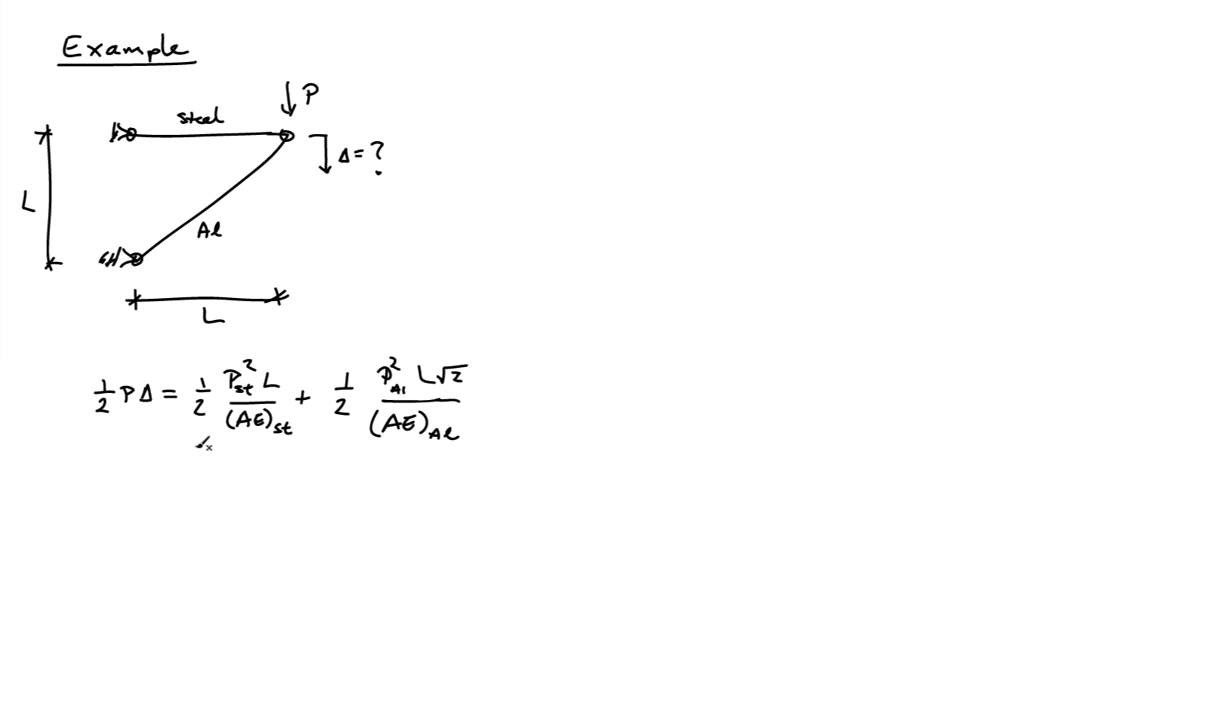 Example
↓ P
Steel
Δ = ?
L
Al
L
½ P Δ = ½ P_st² L / (AE)_st + ½ P_Al² L√2 / (AE)_Al